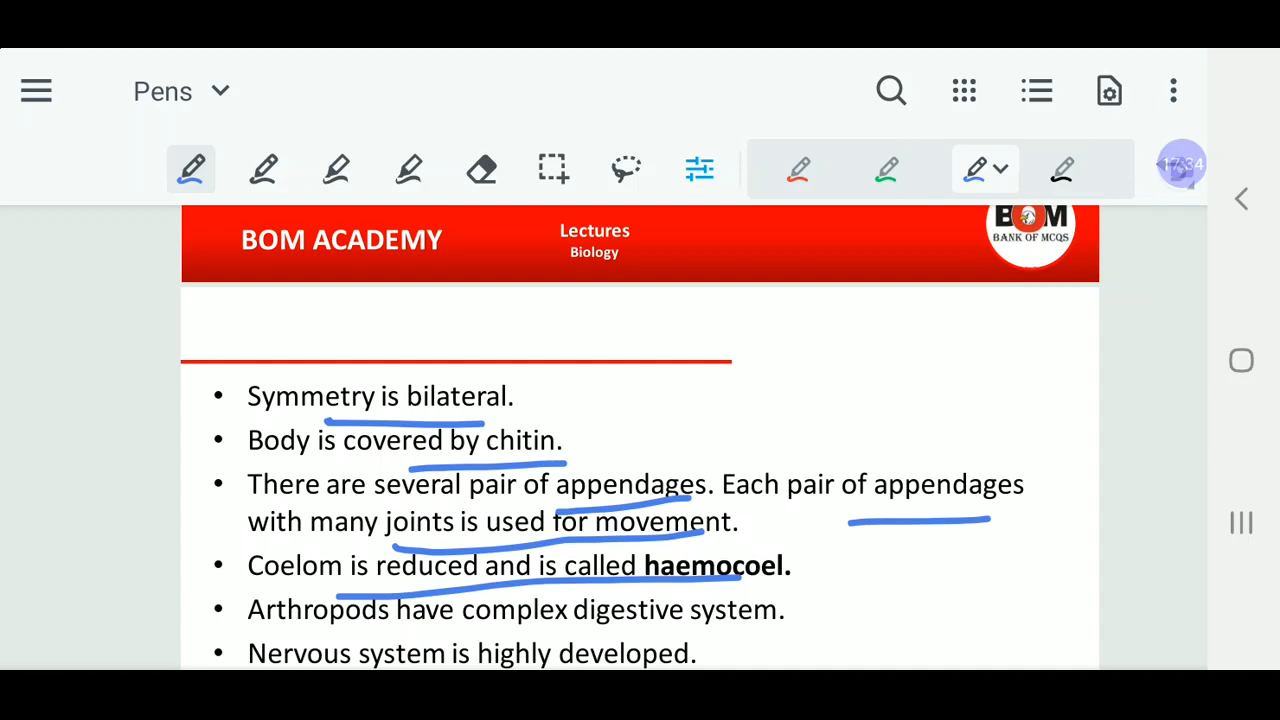 Pens
17:34
BOM ACADEMY
Lectures
Biology
BOM
BANK OF MCQS
• Symmetry is bilateral.
• Body is covered by chitin.
• There are several pair of appendages. Each pair of appendages
with many joints is used for movement.
• Coelom is reduced and is called haemocoel.
• Arthropods have complex digestive system.
• Nervous system is highly developed.